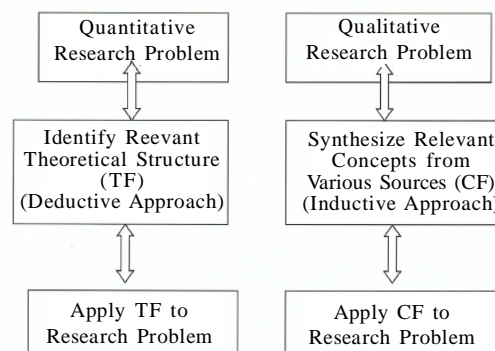 Quantitative
Research Problem
Identify Reevant
Theoretical Structure
(TF)
(Deductive Approach)
Apply TF to
Research Problem
Qualitative
Research Problem
Synthesize Relevant
Concepts from
Various Sources (CF)
(Inductive Approach)
Apply CF to
Research Problem